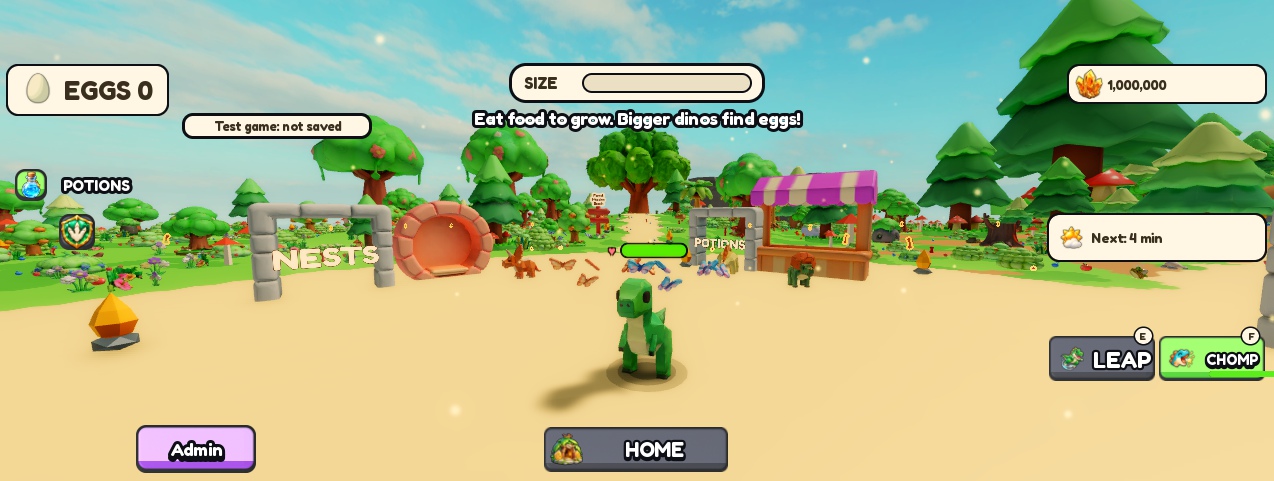 EGGS 0
SIZE
1,000,000
Eat food to grow. Bigger dinos find eggs!
Test game: not saved
POTIONS
NESTS
POTIONS
Next: 4 min
E
F
LEAP
CHOMP
Admin
HOME